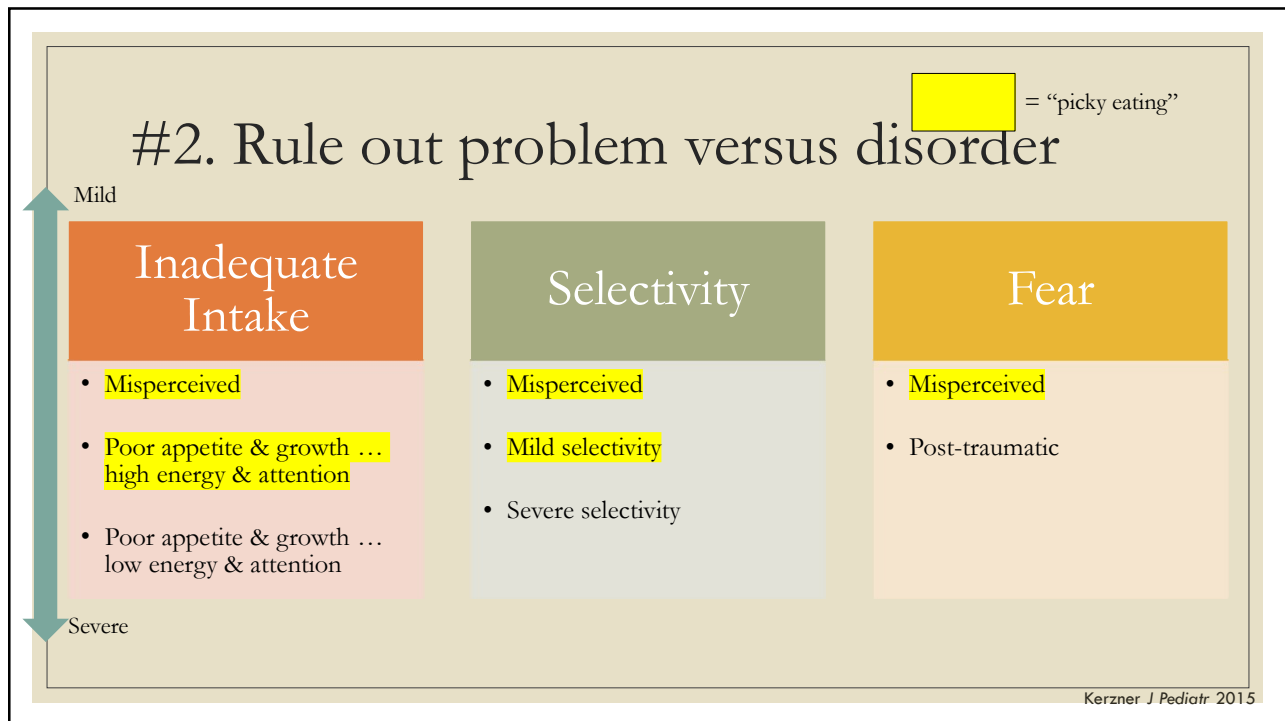 = “picky eating”
#2. Rule out problem versus disorder
Mild
Inadequate
Intake
• Misperceived
• Poor appetite & growth …
high energy & attention
• Poor appetite & growth …
low energy & attention
Selectivity
• Misperceived
• Mild selectivity
• Severe selectivity
Fear
• Misperceived
• Post-traumatic
Severe
Kerzner J Pediatr 2015